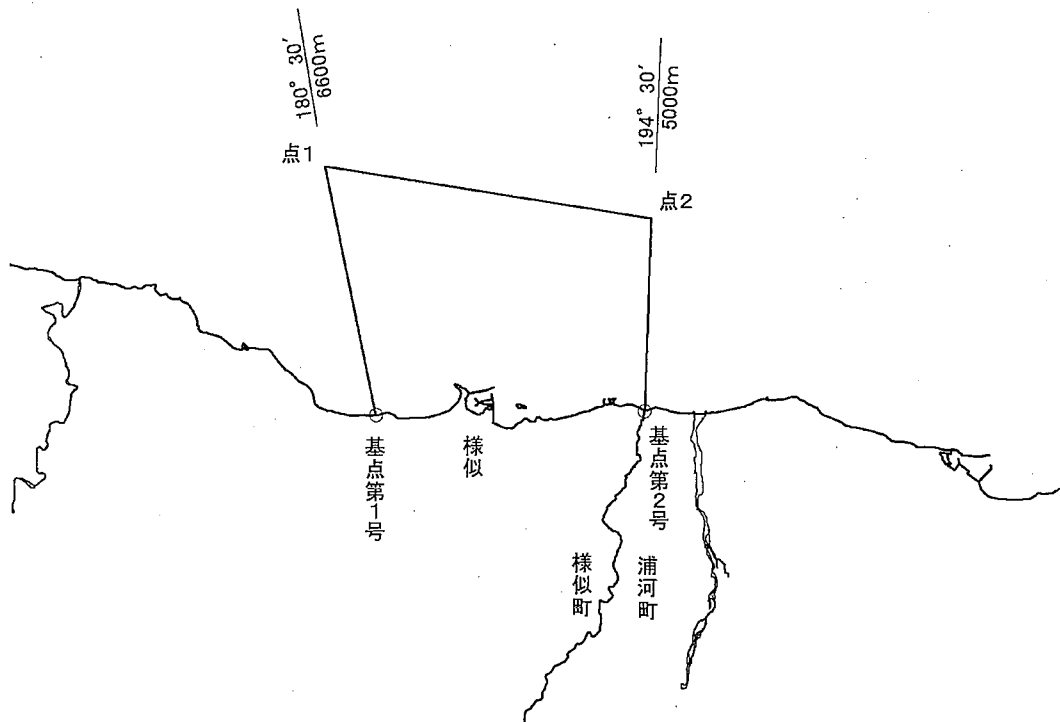 180° 30′
6600m
194° 30′
5000m
点1
点2
基点第1号
様似
基点第2号
様似町
浦河町